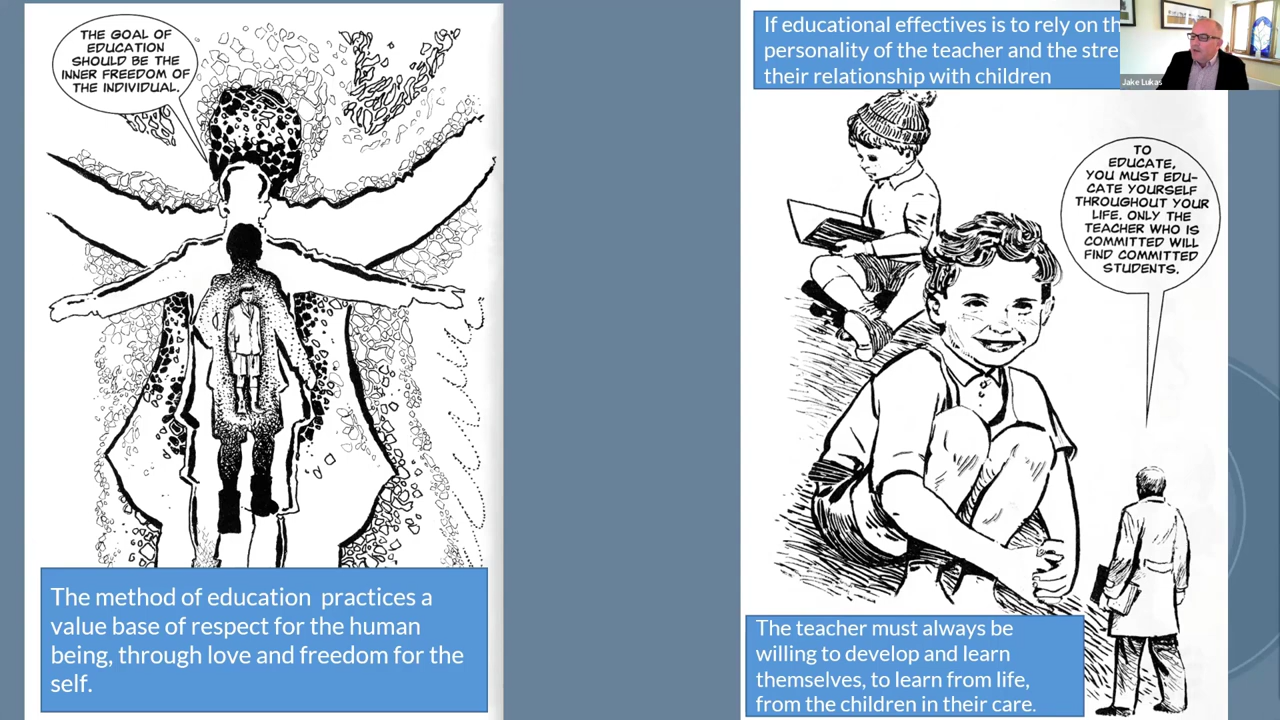 THE GOAL OF
EDUCATION
SHOULD BE THE
INNER FREEDOM OF
THE INDIVIDUAL.
The method of education practices a
value base of respect for the human
being, through love and freedom for the
self.
If educational effectives is to rely on
personality of the teacher and the
their relationship with children
Jake Lukas
TO
EDUCATE,
YOU MUST EDU-
CATE YOURSELF
THROUGHOUT YOUR
LIFE. ONLY THE
TEACHER WHO IS
COMMITTED WILL
FIND COMMITTED
STUDENTS.
The teacher must always be
willing to develop and learn
themselves, to learn from life,
from the children in their care.